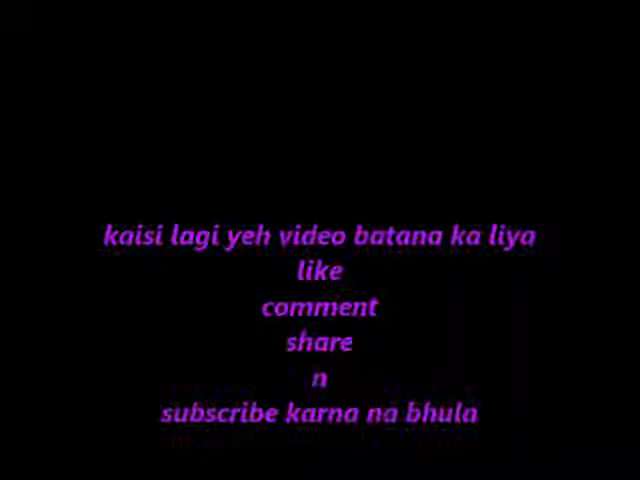 kaisi lagi yeh video batana ka liya
like
comment
share
n
subscribe karna na bhula